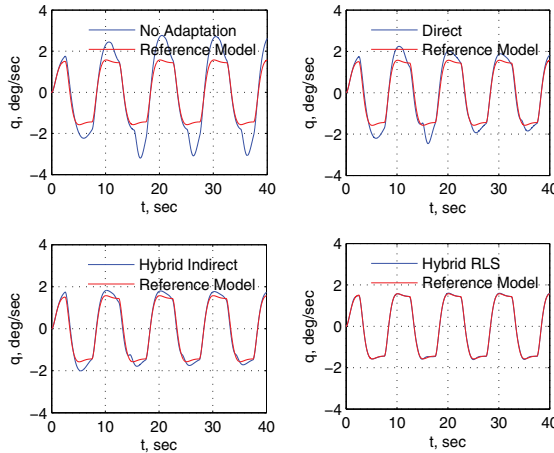 q, deg/sec
4
2
0
−2
−4
No Adaptation
Reference Model
0 10 20 30 40
t, sec
q, deg/sec
4
2
0
−2
−4
Direct
Reference Model
0 10 20 30 40
t, sec
q, deg/sec
4
2
0
−2
−4
Hybrid Indirect
Reference Model
0 10 20 30 40
t, sec
q, deg/sec
4
2
0
−2
−4
Hybrid RLS
Reference Model
0 10 20 30 40
t, sec